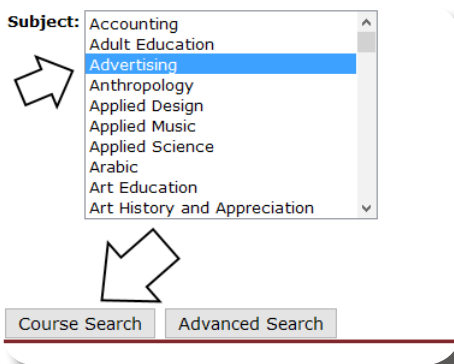 Subject: Accounting
Adult Education
Advertising
Anthropology
Applied Design
Applied Music
Applied Science
Arabic
Art Education
Art History and Appreciation
Course Search Advanced Search